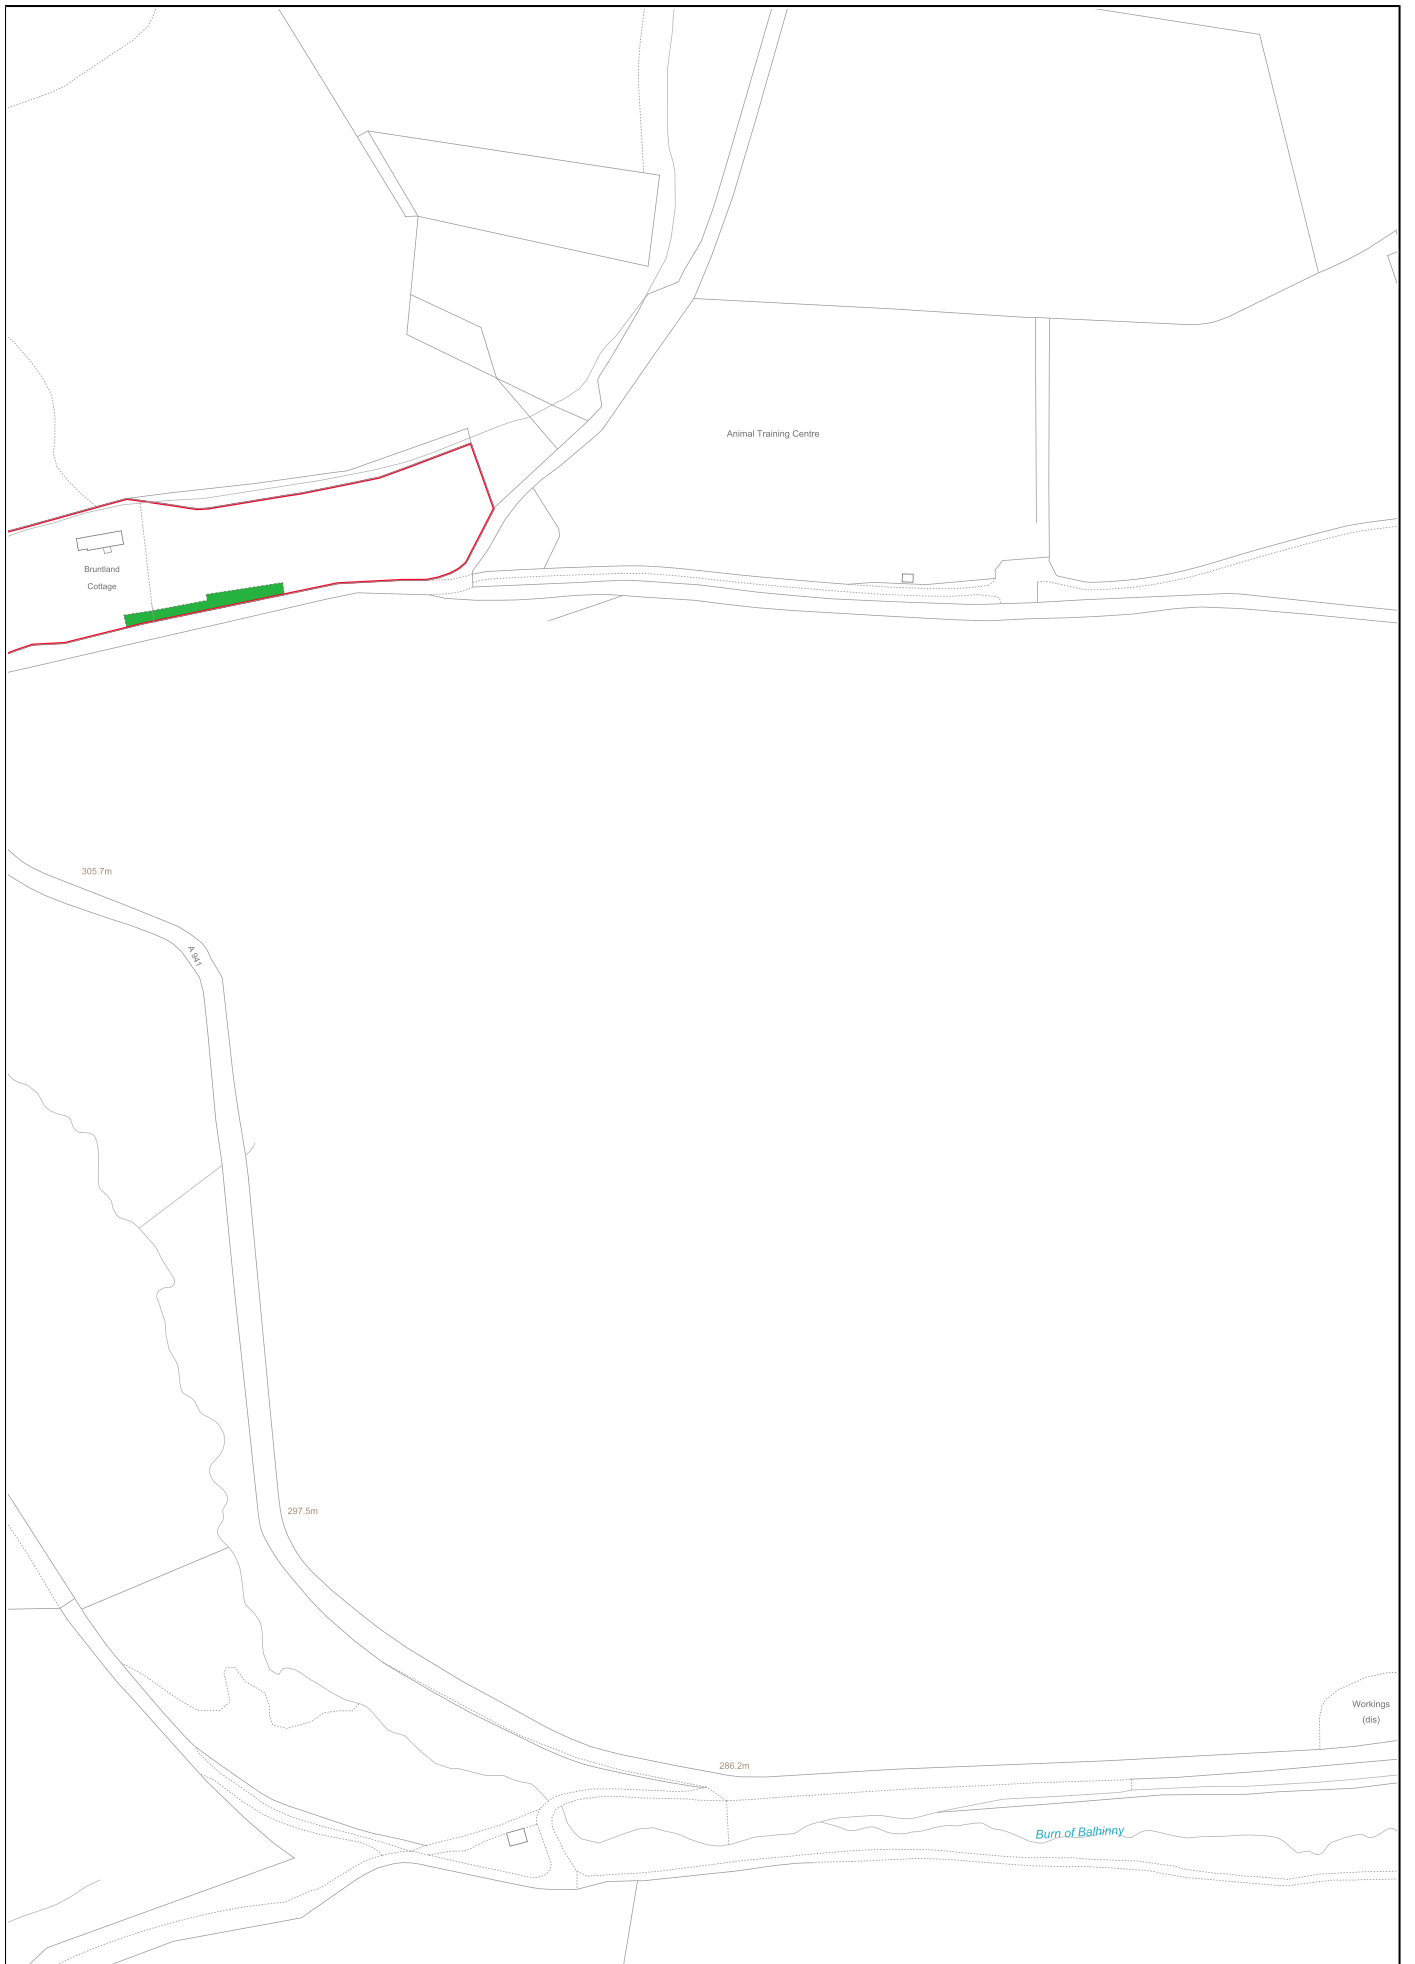 Animal Training Centre
Bruntland
Cottage
305.7m
A 941
297.5m
Workings
(dis)
286.2m
Burn of Balhinny